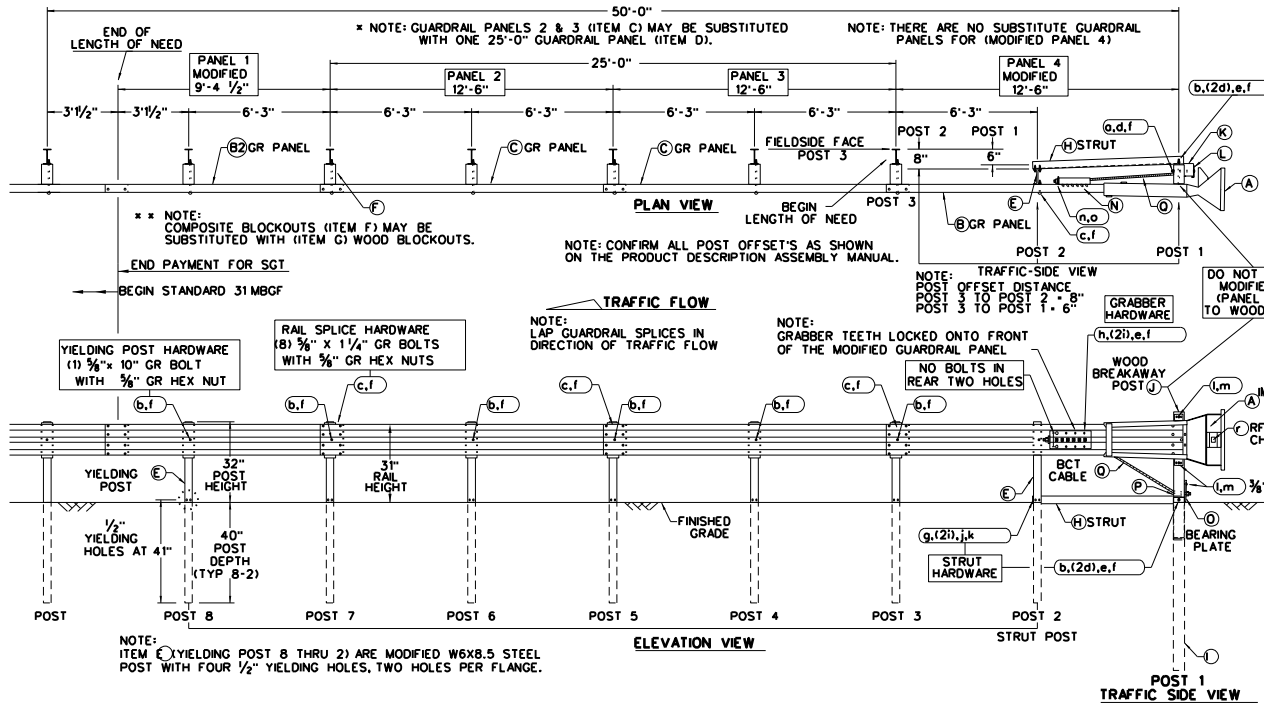 50'-0"
END OF
LENGTH OF NEED
* NOTE: GUARDRAIL PANELS 2 & 3 (ITEM C) MAY BE SUBSTITUTED
WITH ONE 25'-0" GUARDRAIL PANEL (ITEM D).
NOTE: THERE ARE NO SUBSTITUTE GUARDRAIL
PANELS FOR (MODIFIED PANEL 4)
25'-0"
PANEL 1
MODIFIED
9'-4 1/2"
PANEL 2
12'-6"
PANEL 3
12'-6"
PANEL 4
MODIFIED
12'-6"
3'1 1/2"
3'1 1/2"
6'-3"
6'-3"
6'-3"
6'-3"
6'-3"
6'-3"
b,(2d),e,f
a,d,f
K
L
A
FIELDSIDE FACE
POST 3
POST 2
8"
POST 1
6"
H STRUT
B2 GR PANEL
C GR PANEL
C GR PANEL
F
PLAN VIEW
BEGIN
LENGTH OF NEED
POST 3
E
n,o
N
Q
c,f
B GR PANEL
POST 2
POST 1
* * NOTE:
COMPOSITE BLOCKOUTS (ITEM F) MAY BE
SUBSTITUTED WITH (ITEM G) WOOD BLOCKOUTS.
NOTE: CONFIRM ALL POST OFFSET'S AS SHOWN
ON THE PRODUCT DESCRIPTION ASSEMBLY MANUAL.
END PAYMENT FOR SGT
BEGIN STANDARD 31 MBGF
TRAFFIC-SIDE VIEW
NOTE:
POST OFFSET DISTANCE
POST 3 TO POST 2 = 8"
POST 3 TO POST 1 = 6"
DO NOT
MODIFIE
(PANEL
TO WOOD
TRAFFIC FLOW
NOTE:
LAP GUARDRAIL SPLICES IN
DIRECTION OF TRAFFIC FLOW
NOTE:
GRABBER TEETH LOCKED ONTO FRONT
OF THE MODIFIED GUARDRAIL PANEL
GRABBER
HARDWARE
h,(2i),e,f
YIELDING POST HARDWARE
(1) 5/8"x 10" GR BOLT
WITH 5/8" GR HEX NUT
RAIL SPLICE HARDWARE
(8) 5/8" X 1 1/4" GR BOLTS
WITH 5/8" GR HEX NUTS
NO BOLTS IN
REAR TWO HOLES
WOOD
BREAKAWAY
POST J
l,m
A
r
RF
CH
b,f
b,f
c,f
b,f
c,f
b,f
b,f
c,f
b,f
YIELDING
POST
E
32"
POST
HEIGHT
31"
RAIL
HEIGHT
E
BCT
CABLE
Q
P
l,m
3/8"
O
BEARING
PLATE
1/2"
YIELDING
HOLES AT 41"
40"
POST
DEPTH
(TYP 8-2)
FINISHED
GRADE
H STRUT
g,(2i),j,k
STRUT
HARDWARE
b,(2d),e,f
POST
POST 8
POST 7
POST 6
POST 5
POST 4
POST 3
POST 2
STRUT POST
ELEVATION VIEW
NOTE:
ITEM E (YIELDING POST 8 THRU 2) ARE MODIFIED W6X8.5 STEEL
POST WITH FOUR 1/2" YIELDING HOLES, TWO HOLES PER FLANGE.
I
POST 1
TRAFFIC SIDE VIEW